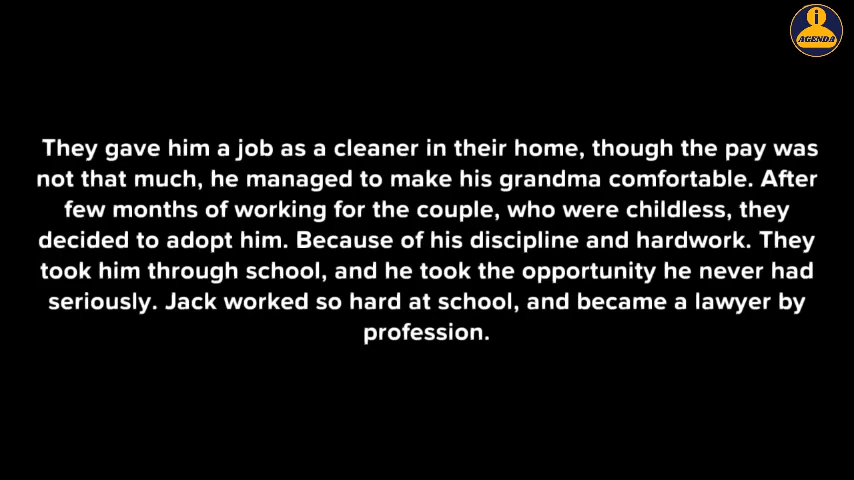 i
AGENDA
They gave him a job as a cleaner in their home, though the pay was
not that much, he managed to make his grandma comfortable. After
few months of working for the couple, who were childless, they
decided to adopt him. Because of his discipline and hardwork. They
took him through school, and he took the opportunity he never had
seriously. Jack worked so hard at school, and became a lawyer by
profession.